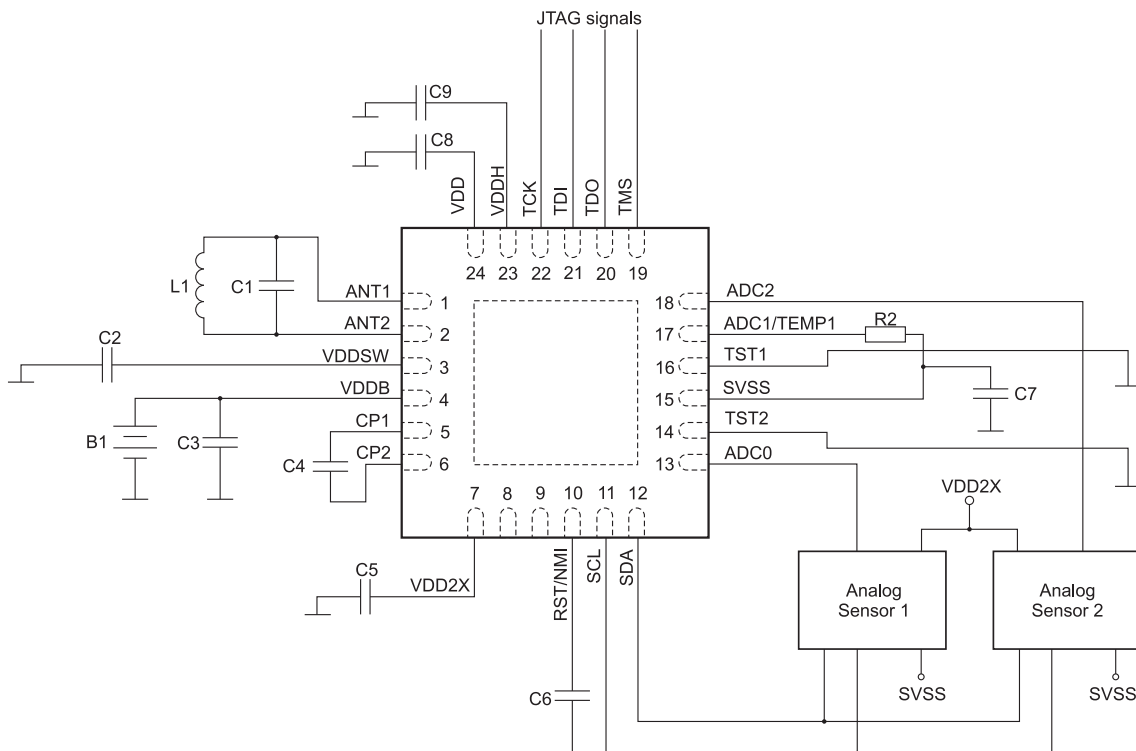 JTAG signals
C9
C8
VDD
VDDH
TCK
TDI
TDO
TMS
24
23
22
21
20
19
L1
C1
ANT1
1
ANT2
2
C2
VDDSW
3
VDDB
4
B1
C3
CP1
5
C4
CP2
6
18
ADC2
17
ADC1/TEMP1
R2
16
TST1
15
SVSS
C7
14
TST2
13
ADC0
7
8
9
10
11
12
C5
VDD2X
RST/NMI
SCL
SDA
C6
VDD2X
Analog
Sensor 1
Analog
Sensor 2
SVSS
SVSS